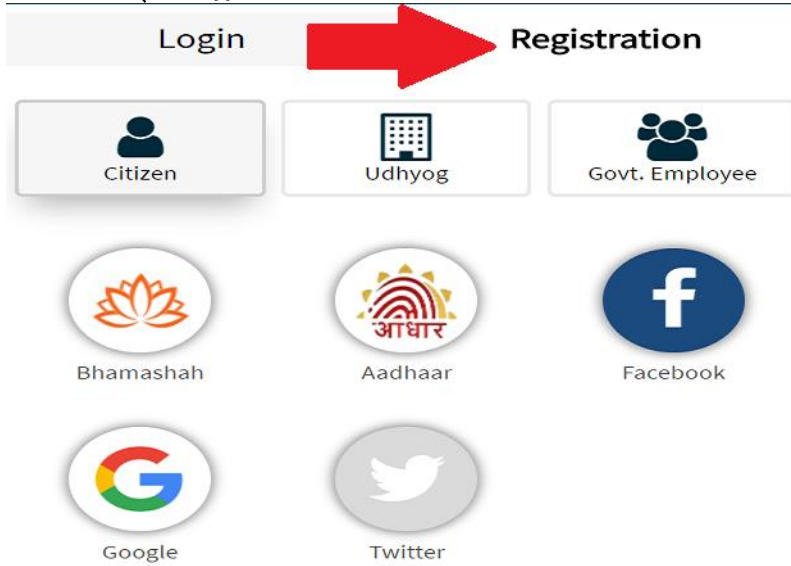 Login Registration
Citizen Udhyog Govt. Employee
आधार
Bhamashah Aadhaar Facebook
Google Twitter